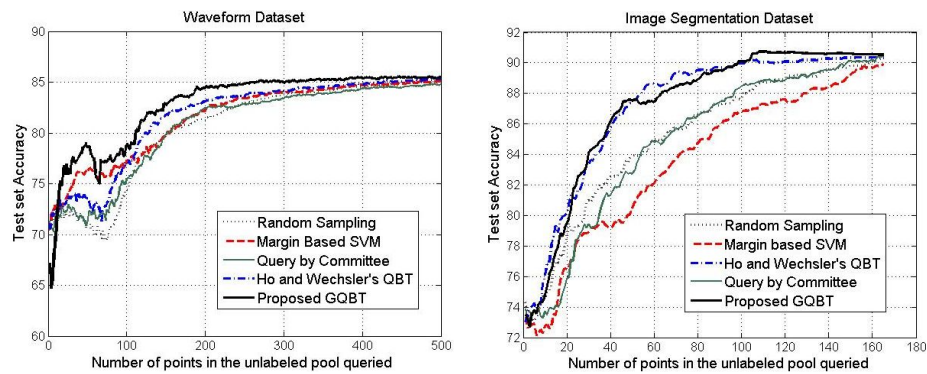 Waveform Dataset
Test set Accuracy
90
85
80
75
70
65
60
Random Sampling
Margin Based SVM
Query by Committee
Ho and Wechsler's QBT
Proposed GQBT
0
100
200
300
400
500
Number of points in the unlabeled pool queried
Image Segmentation Dataset
Test set Accuracy
92
90
88
86
84
82
80
78
76
74
72
Random Sampling
Margin based SVM
Ho and Wechsler's QBT
Query by Committee
Proposed GQBT
0
20
40
60
80
100
120
140
160
180
Number of points in the unlabeled pool queried